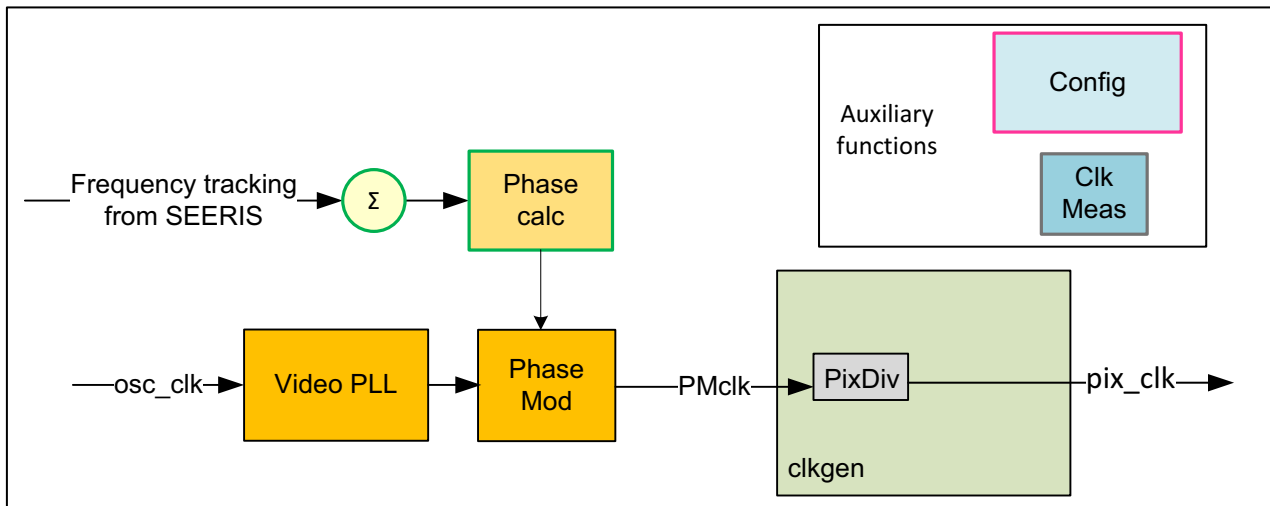 Config
Auxiliary
functions
Clk
Meas
Frequency tracking
from SEERIS
Σ
Phase
calc
osc_clk
Video PLL
Phase
Mod
PMclk
PixDiv
pix_clk
clkgen